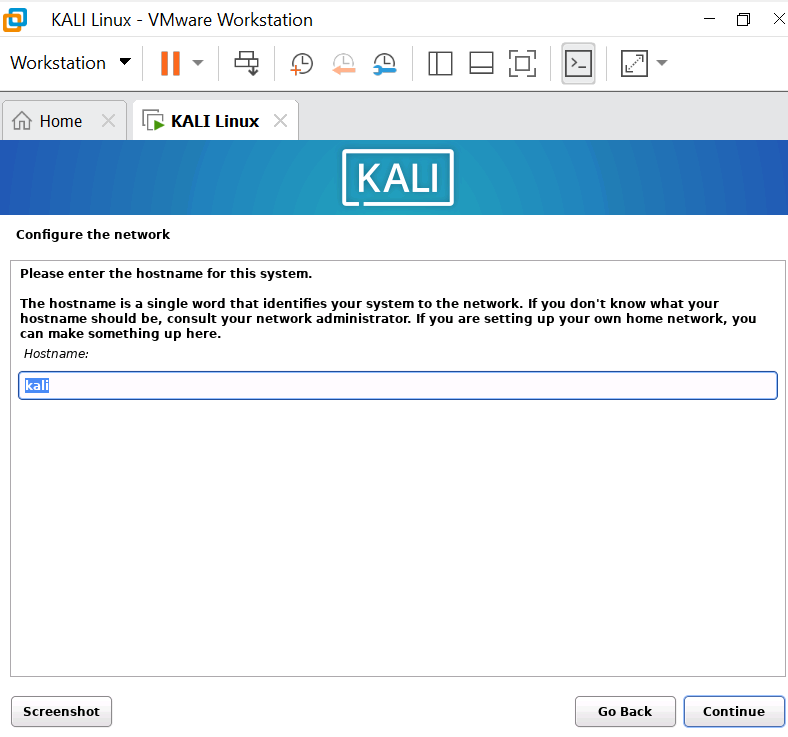 KALI Linux - VMware Workstation
Workstation
Home
KALI Linux
KALI
Configure the network
Please enter the hostname for this system.
The hostname is a single word that identifies your system to the network. If you don't know what your
hostname should be, consult your network administrator. If you are setting up your own home network, you
can make something up here.
Hostname:
kali
Screenshot
Go Back
Continue